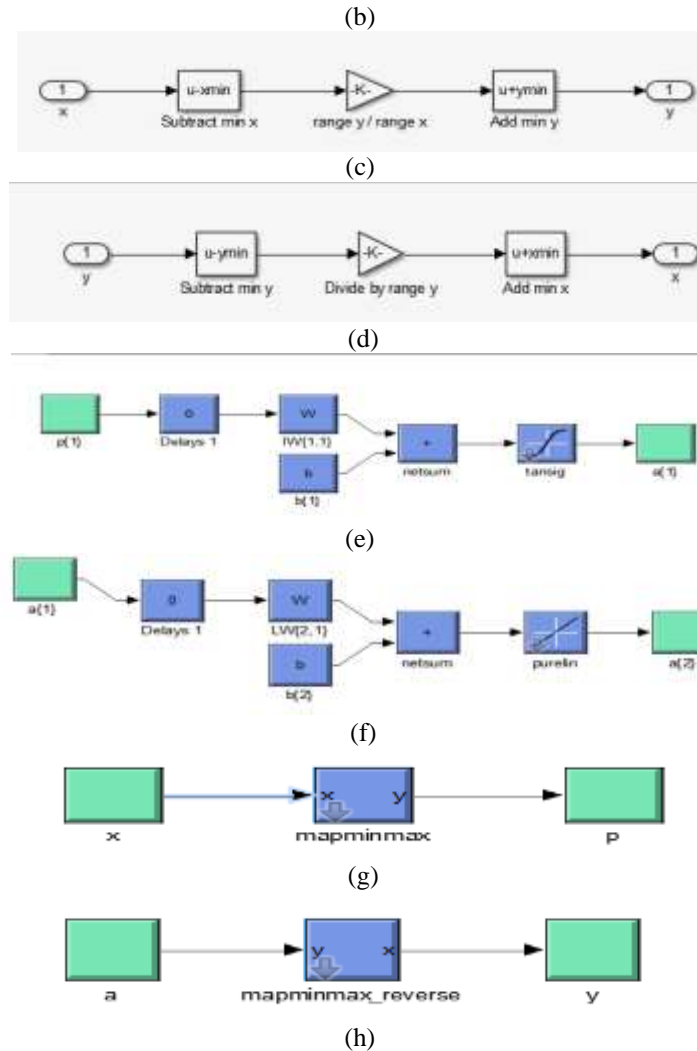 (b)
1 u-xmin -K- u+ymin 1
x Subtract min x range y / range x Add min y y
(c)
1 u-ymin -K- u+xmin 1
y Subtract min y Divide by range y Add min x x
(d)
0 W
p{1} Delays 1 IW{1,1} + 
b netsum tansig a{1}
b{1}
(e)
0 W
a{1} Delays 1 LW{2,1} +
b netsum purelin a{2}
b{2}
(f)
x y
x mapminmax p
(g)
y x
a mapminmax_reverse y
(h)